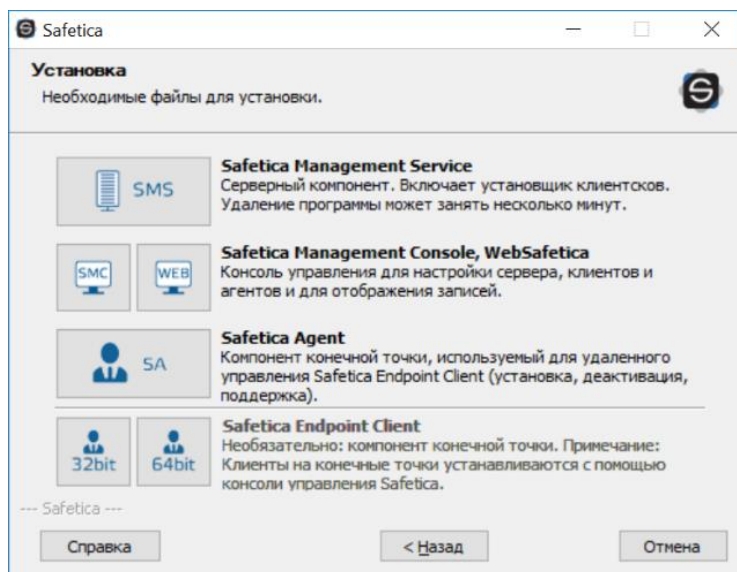 Safetica
Установка
Необходимые файлы для установки.
SMS
Safetica Management Service
Серверный компонент. Включает установщик клиентсков.
Удаление программы может занять несколько минут.
SMC
WEB
Safetica Management Console, WebSafetica
Консоль управления для настройки сервера, клиентов и
агентов и для отображения записей.
SA
Safetica Agent
Компонент конечной точки, используемый для удаленного
управления Safetica Endpoint Client (установка, деактивация,
поддержка).
32bit
64bit
Safetica Endpoint Client
Необязательно: компонент конечной точки. Примечание:
Клиенты на конечные точки устанавливаются с помощью
консоли управления Safetica.
--- Safetica ---
Справка
< Назад
Отмена